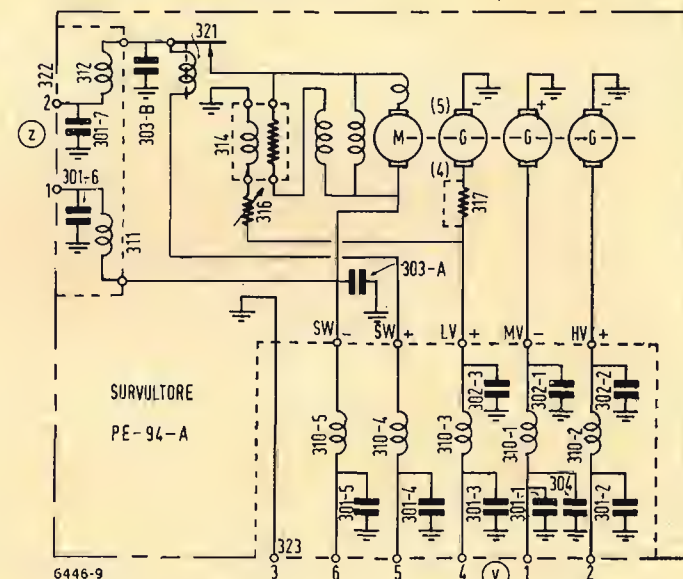 321
322
312
2
Z
301-7
303-B
314
M
(5)
-
G
+
G
-
G
(4)
317
316
1
301-6
311
303-A
SW -
SW +
LV +
MV -
HV +
SURVULTORE
PE-94-A
302-3
302-1
302-2
310-5
310-4
310-3
310-1
310-2
304
301-5
301-4
301-3
301-1
301-2
323
3
6
5
4
V
1
2
6446-9